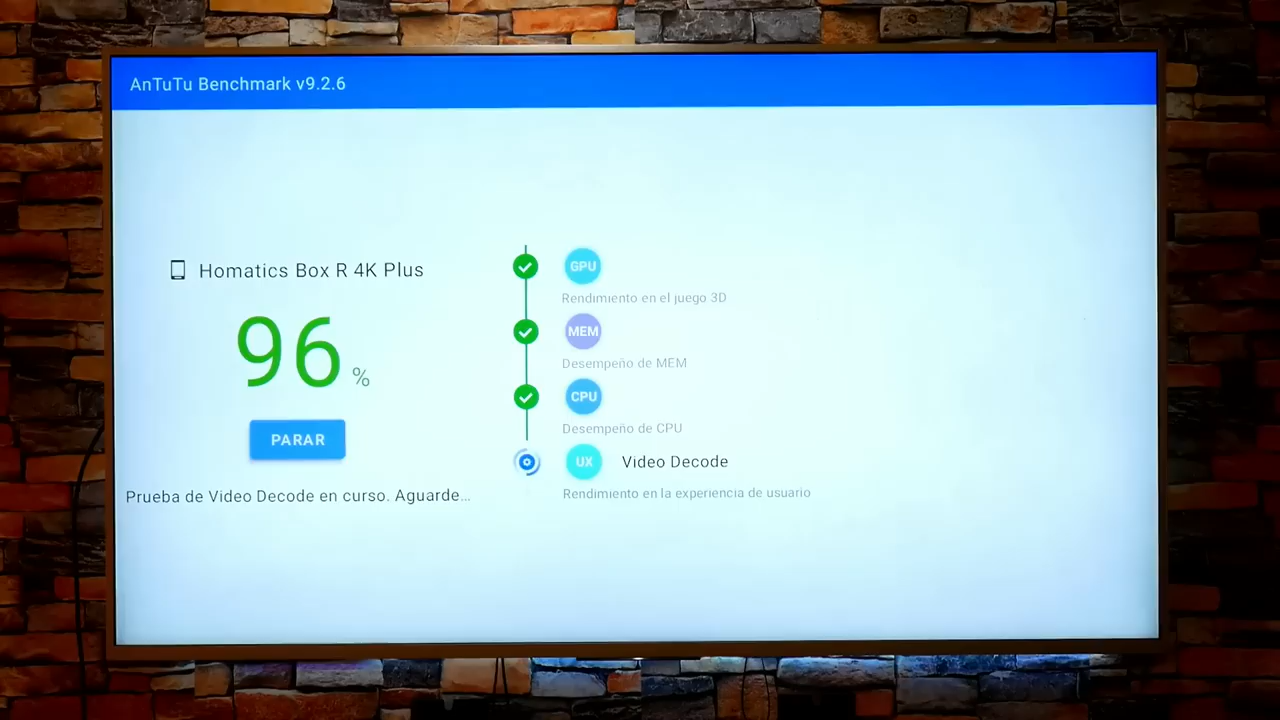 AnTuTu Benchmark v9.2.6
Homatics Box R 4K Plus
96 %
PARAR
Prueba de Video Decode en curso. Aguarde...
GPU
Rendimiento en el juego 3D
MEM
Desempeño de MEM
CPU
Desempeño de CPU
UX Video Decode
Rendimiento en la experiencia de usuario